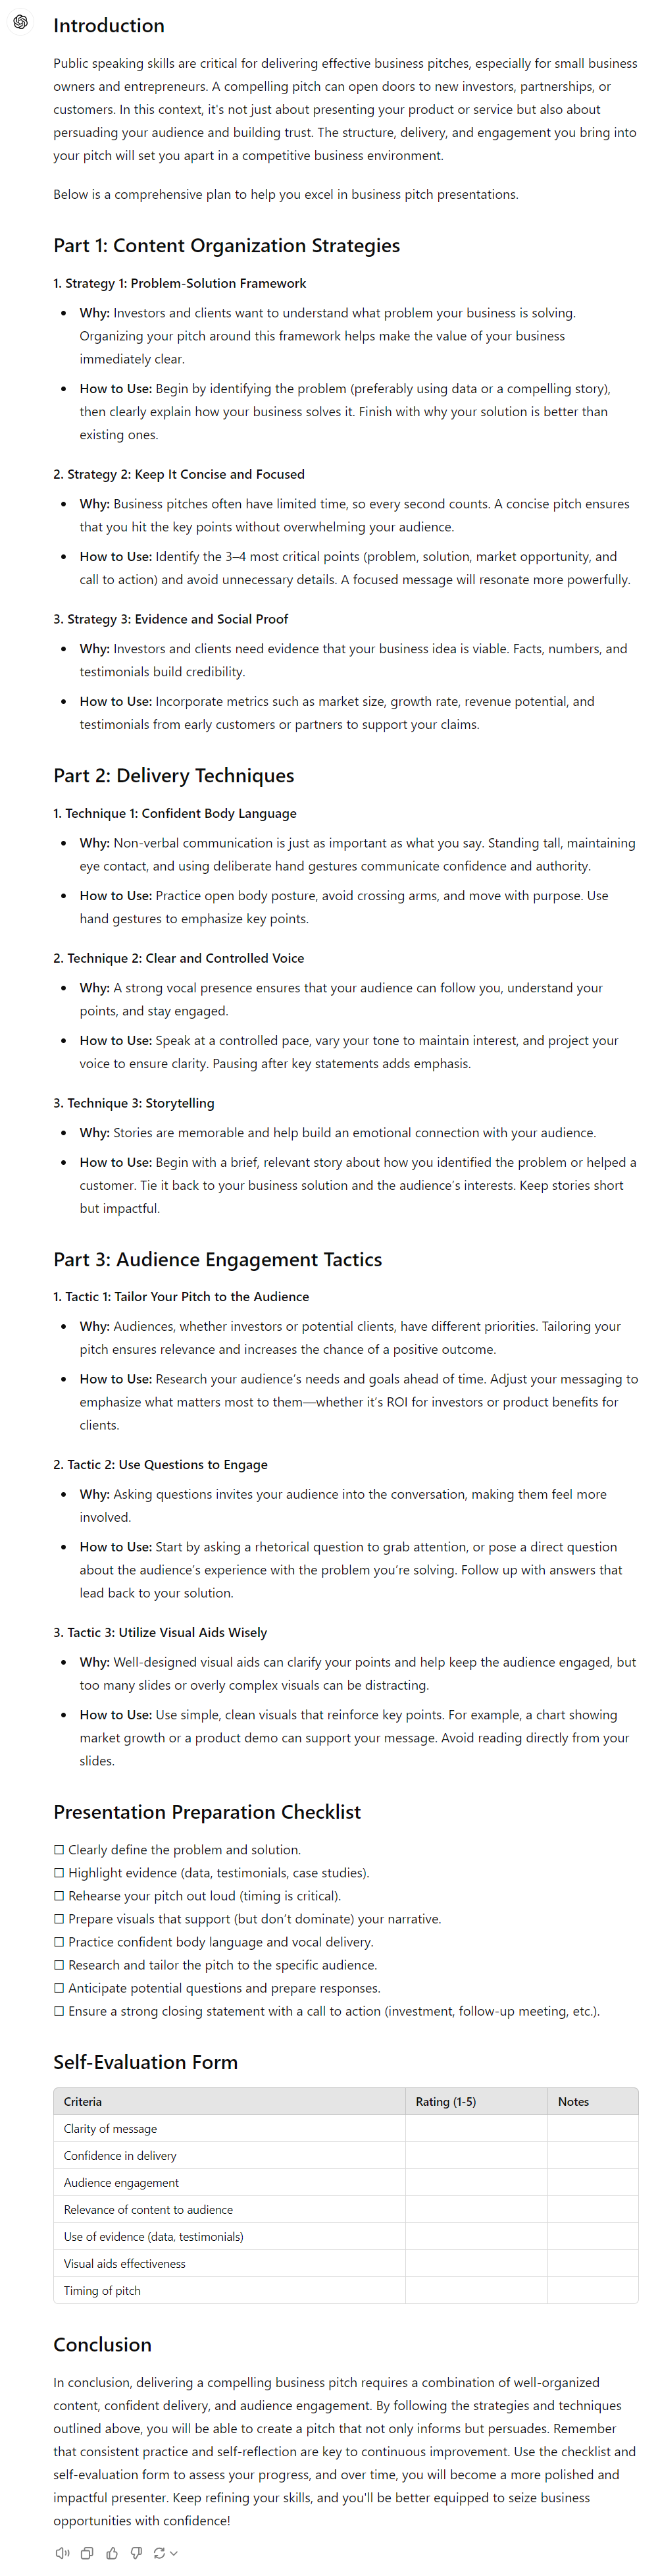 Introduction
Public speaking skills are critical for delivering effective business pitches, especially for small business
owners and entrepreneurs. A compelling pitch can open doors to new investors, partnerships, or
customers. In this context, it's not just about presenting your product or service but also about
persuading your audience and building trust. The structure, delivery, and engagement you bring into
your pitch will set you apart in a competitive business environment.
Below is a comprehensive plan to help you excel in business pitch presentations.
Part 1: Content Organization Strategies
1. Strategy 1: Problem-Solution Framework
• Why: Investors and clients want to understand what problem your business is solving.
Organizing your pitch around this framework helps make the value of your business
immediately clear.
• How to Use: Begin by identifying the problem (preferably using data or a compelling story),
then clearly explain how your business solves it. Finish with why your solution is better than
existing ones.
2. Strategy 2: Keep It Concise and Focused
• Why: Business pitches often have limited time, so every second counts. A concise pitch ensures
that you hit the key points without overwhelming your audience.
• How to Use: Identify the 3–4 most critical points (problem, solution, market opportunity, and
call to action) and avoid unnecessary details. A focused message will resonate more powerfully.
3. Strategy 3: Evidence and Social Proof
• Why: Investors and clients need evidence that your business idea is viable. Facts, numbers, and
testimonials build credibility.
• How to Use: Incorporate metrics such as market size, growth rate, revenue potential, and
testimonials from early customers or partners to support your claims.
Part 2: Delivery Techniques
1. Technique 1: Confident Body Language
• Why: Non-verbal communication is just as important as what you say. Standing tall, maintaining
eye contact, and using deliberate hand gestures communicate confidence and authority.
• How to Use: Practice open body posture, avoid crossing arms, and move with purpose. Use
hand gestures to emphasize key points.
2. Technique 2: Clear and Controlled Voice
• Why: A strong vocal presence ensures that your audience can follow you, understand your
points, and stay engaged.
• How to Use: Speak at a controlled pace, vary your tone to maintain interest, and project your
voice to ensure clarity. Pausing after key statements adds emphasis.
3. Technique 3: Storytelling
• Why: Stories are memorable and help build an emotional connection with your audience.
• How to Use: Begin with a brief, relevant story about how you identified the problem or helped a
customer. Tie it back to your business solution and the audience's interests. Keep stories short
but impactful.
Part 3: Audience Engagement Tactics
1. Tactic 1: Tailor Your Pitch to the Audience
• Why: Audiences, whether investors or potential clients, have different priorities. Tailoring your
pitch ensures relevance and increases the chance of a positive outcome.
• How to Use: Research your audience's needs and goals ahead of time. Adjust your messaging to
emphasize what matters most to them—whether it's ROI for investors or product benefits for
clients.
2. Tactic 2: Use Questions to Engage
• Why: Asking questions invites your audience into the conversation, making them feel more
involved.
• How to Use: Start by asking a rhetorical question to grab attention, or pose a direct question
about the audience's experience with the problem you're solving. Follow up with answers that
lead back to your solution.
3. Tactic 3: Utilize Visual Aids Wisely
• Why: Well-designed visual aids can clarify your points and help keep the audience engaged, but
too many slides or overly complex visuals can be distracting.
• How to Use: Use simple, clean visuals that reinforce key points. For example, a chart showing
market growth or a product demo can support your message. Avoid reading directly from your
slides.
Presentation Preparation Checklist
☐ Clearly define the problem and solution.
☐ Highlight evidence (data, testimonials, case studies).
☐ Rehearse your pitch out loud (timing is critical).
☐ Prepare visuals that support (but don't dominate) your narrative.
☐ Practice confident body language and vocal delivery.
☐ Research and tailor the pitch to the specific audience.
☐ Anticipate potential questions and prepare responses.
☐ Ensure a strong closing statement with a call to action (investment, follow-up meeting, etc.).
Self-Evaluation Form
Criteria Rating (1-5) Notes
Clarity of message
Confidence in delivery
Audience engagement
Relevance of content to audience
Use of evidence (data, testimonials)
Visual aids effectiveness
Timing of pitch
Conclusion
In conclusion, delivering a compelling business pitch requires a combination of well-organized
content, confident delivery, and audience engagement. By following the strategies and techniques
outlined above, you will be able to create a pitch that not only informs but persuades. Remember
that consistent practice and self-reflection are key to continuous improvement. Use the checklist and
self-evaluation form to assess your progress, and over time, you will become a more polished and
impactful presenter. Keep refining your skills, and you'll be better equipped to seize business
opportunities with confidence!